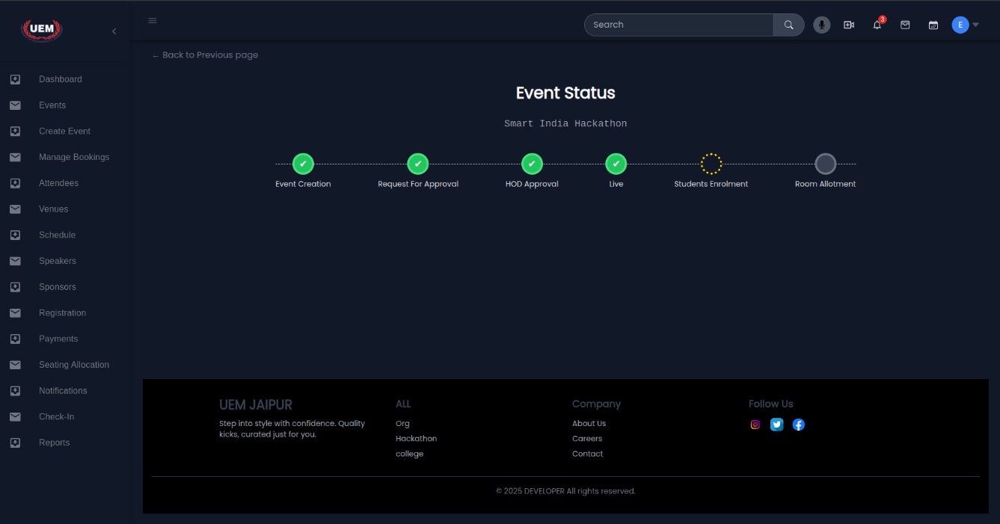 UEM
Search
3
E
← Back to Previous page
Dashboard
Events
Create Event
Manage Bookings
Attendees
Venues
Schedule
Speakers
Sponsors
Registration
Payments
Seating Allocation
Notifications
Check-In
Reports
Event Status
Smart India Hackathon
Event Creation
Request For Approval
HOD Approval
Live
Students Enrolment
Room Allotment
UEM JAIPUR
Step into style with confidence. Quality
kicks, curated just for you.
ALL
Org
Hackathon
college
Company
About Us
Careers
Contact
Follow Us
© 2025 DEVELOPER All rights reserved.